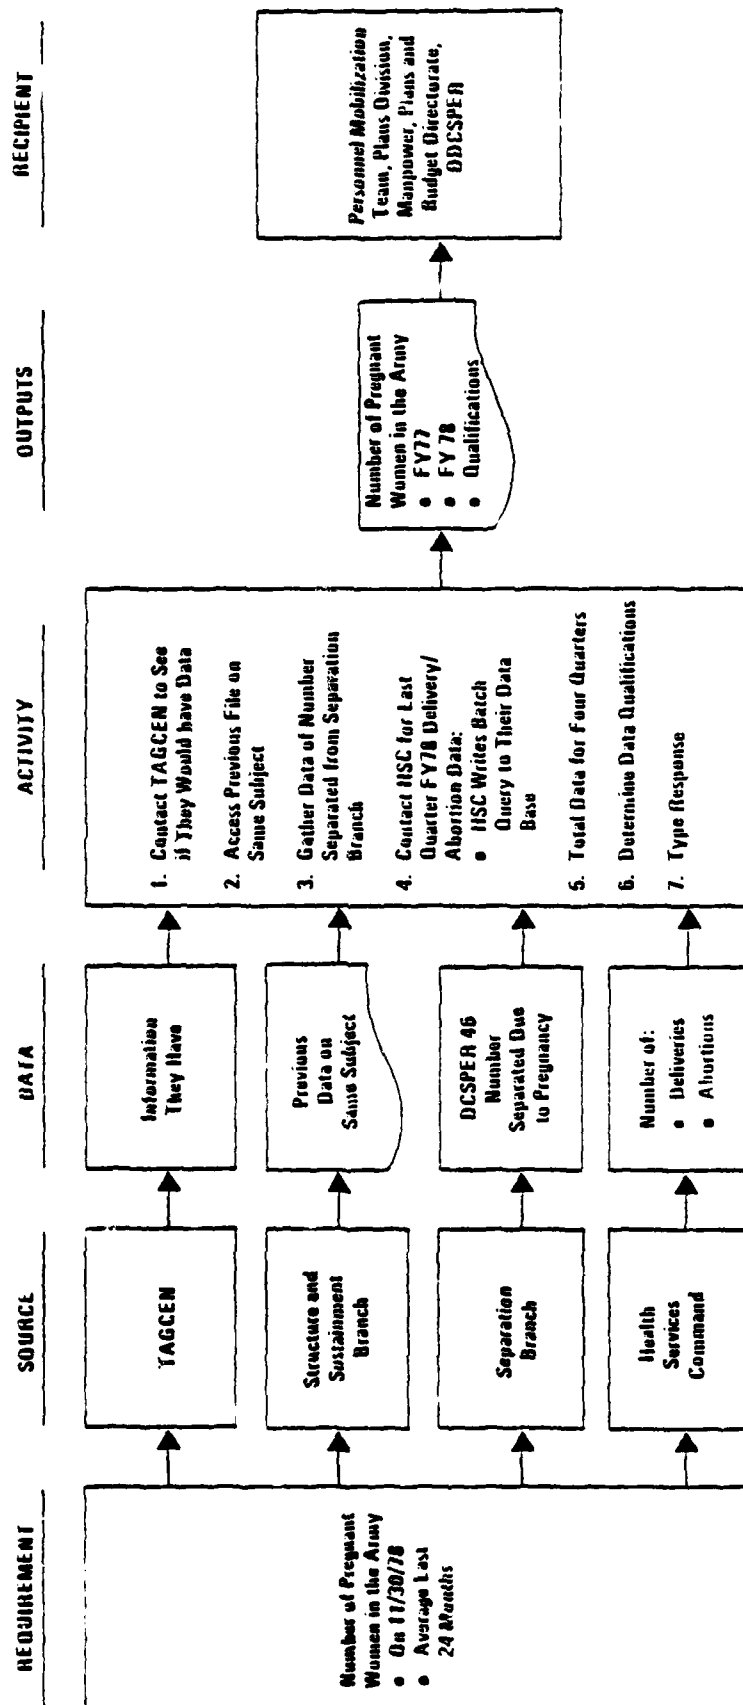 REQUIREMENT
Number of Pregnant
Women in the Army
• On 11/30/78
• Average Last
24 Months
SOURCE
TAGCEN
Structure and
Sustainment
Branch
Separation
Branch
Health
Services
Command
DATA
Information
They Have
Previous
Data on
Same Subject
DCSPER 46
Number
Separated Due
to Pregnancy
Number of:
• Deliveries
• Abortions
ACTIVITY
1. Contact TAGCEN to See
if They Would have Data
2. Access Previous File on
Same Subject
3. Gather Data of Number
Separated from Separation
Branch
4. Contact HSC for Last
Quarter FY78 Delivery/
Abortion Data:
• HSC Writes Batch
Query to Their Data
Base
5. Total Data for Four Quarters
6. Determine Data Qualifications
7. Type Response
OUTPUTS
Number of Pregnant
Women in the Army
• FY77
• FY 78
• Qualifications
RECIPIENT
Personnel Mobilization
Team, Plans Division,
Manpower, Plans and
Budget Directorate,
ODCSPER